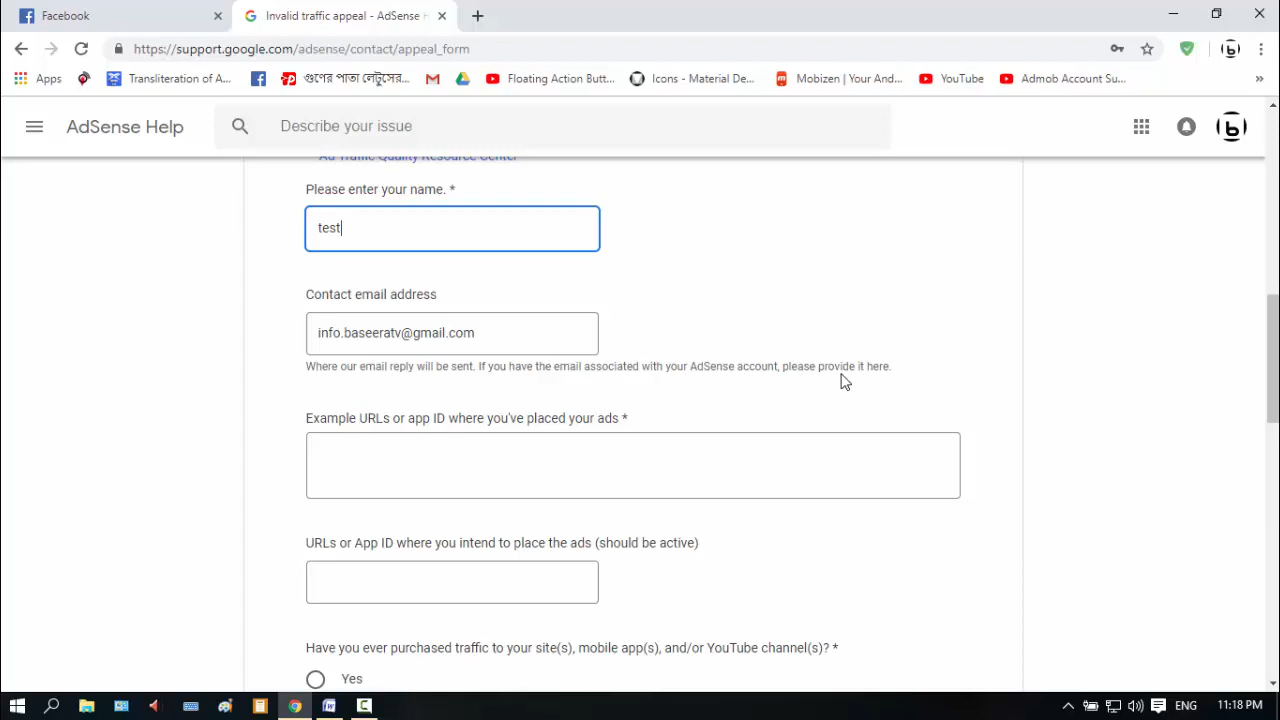 Facebook
Invalid traffic appeal - AdSense
https://support.google.com/adsense/contact/appeal_form
Apps
Transliteration of A...
গুণের পাতা লেটুসের...
Floating Action Butt...
Icons - Material De...
Mobizen | Your And...
YouTube
Admob Account Su...
»
AdSense Help
Describe your issue
Ad Traffic Quality Resource Center
Please enter your name. *
test
Contact email address
info.baseeratv@gmail.com
Where our email reply will be sent. If you have the email associated with your AdSense account, please provide it here.
Example URLs or app ID where you've placed your ads *
URLs or App ID where you intend to place the ads (should be active)
Have you ever purchased traffic to your site(s), mobile app(s), and/or YouTube channel(s)? *
Yes
ENG
11:18 PM